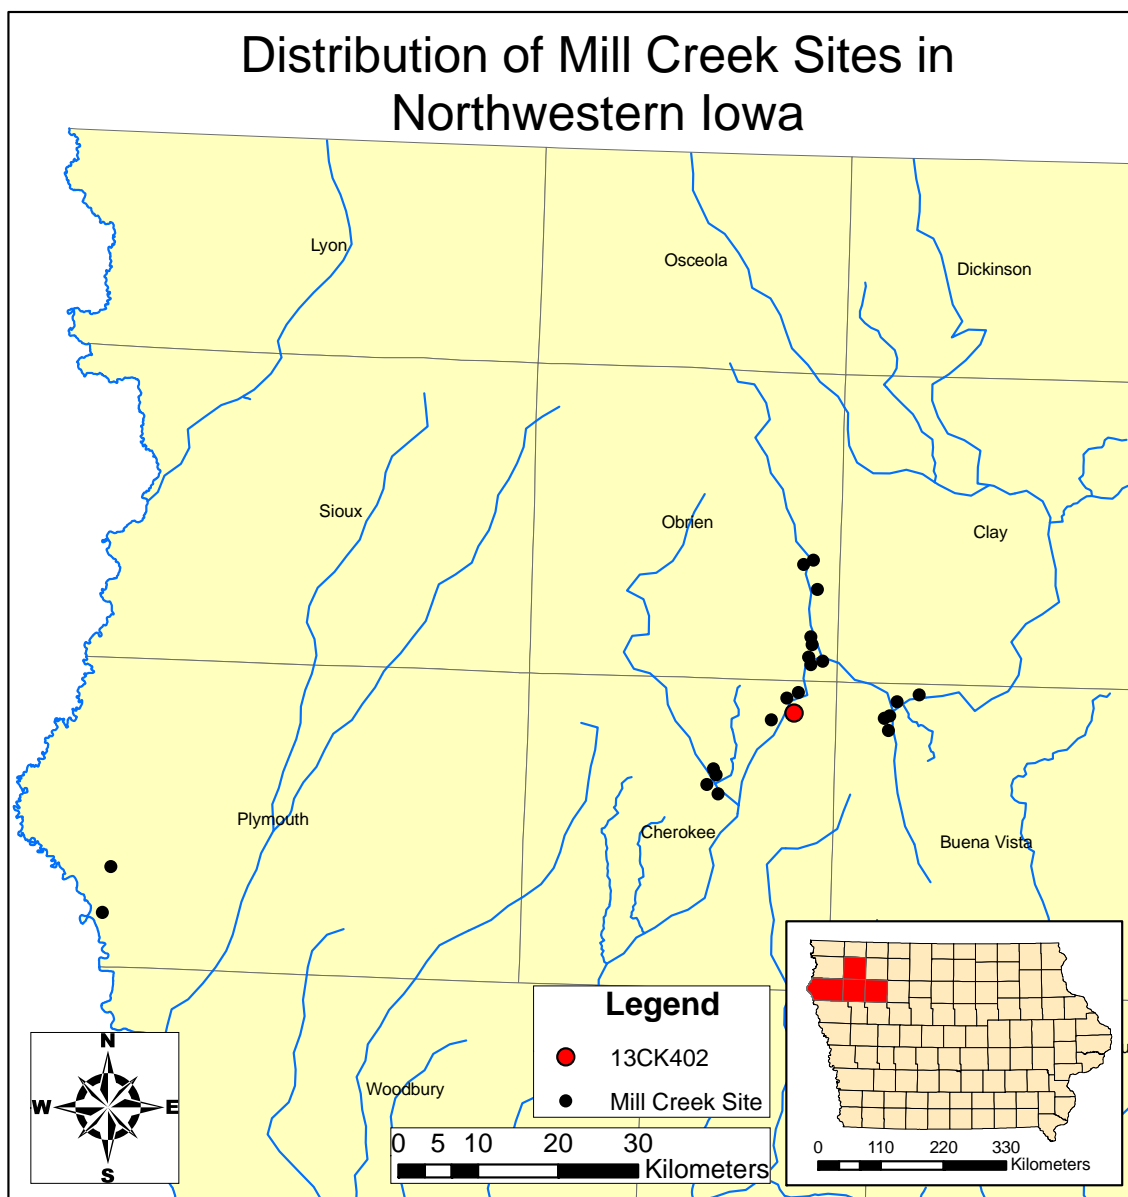 Distribution of Mill Creek Sites in
Northwestern Iowa
Lyon
Osceola
Dickinson
Sioux
Obrien
Clay
Plymouth
Cherokee
Buena Vista
Woodbury
Legend
13CK402
Mill Creek Site
N
W E
S
0 5 10 20 30
Kilometers
0 110 220 330
Kilometers